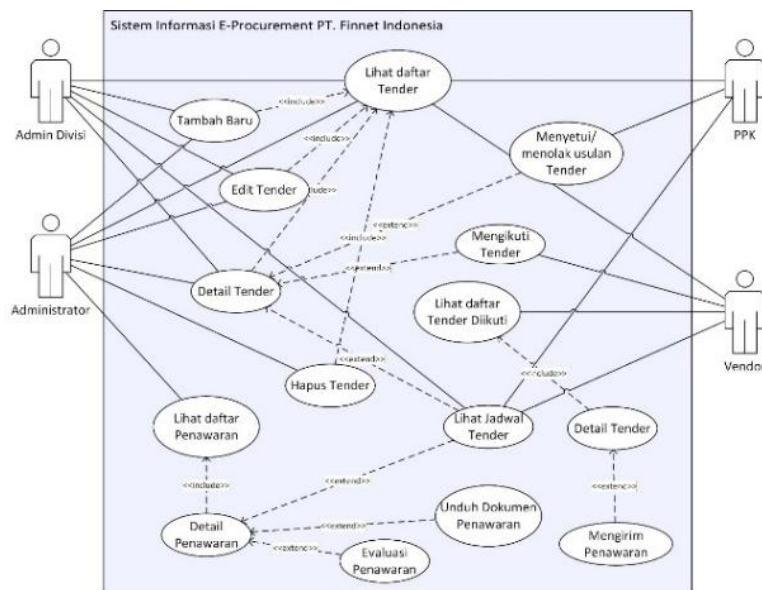 Sistem Informasi E-Procurement PT. Finnet Indonesia
Lihat daftar
Tender
Admin Divisi
PPK
<<include>>
Tambah Baru
<<include>>
Menyetui/
menolak usulan
Tender
Edit Tender
lude>>
<<extend>>
<<include>>
Mengikuti
Tender
<<extend>>
Administrator
Detail Tender
Lihat daftar
Tender Diikuti
Vendor
<<extend>>
Hapus Tender
<<include>>
Lihat daftar
Penawaran
Lihat Jadwal
Tender
Detail Tender
<<include>>
<<extend>>
<<extend>>
Unduh Dokumen
Penawaran
Detail
Penawaran
<<extend>>
<<extend>>
Evaluasi
Penawaran
Mengirim
Penawaran